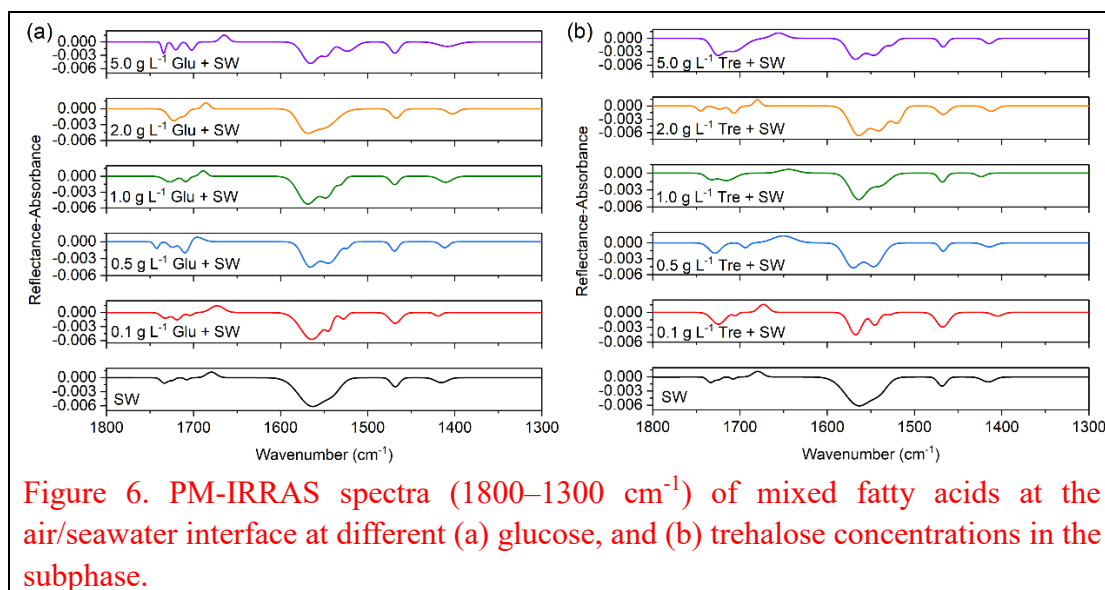 (a)
0.000
-0.003
-0.006
5.0 g L-1 Glu + SW
0.000
-0.003
-0.006
2.0 g L-1 Glu + SW
0.000
-0.003
-0.006
1.0 g L-1 Glu + SW
0.000
-0.003
-0.006
0.5 g L-1 Glu + SW
0.000
-0.003
-0.006
0.1 g L-1 Glu + SW
0.000
-0.003
-0.006
SW
Reflectance-Absorbance
1800 1700 1600 1500 1400 1300
Wavenumber (cm-1)
(b)
0.000
-0.003
-0.006
5.0 g L-1 Tre + SW
0.000
-0.003
-0.006
2.0 g L-1 Tre + SW
0.000
-0.003
-0.006
1.0 g L-1 Tre + SW
0.000
-0.003
-0.006
0.5 g L-1 Tre + SW
0.000
-0.003
-0.006
0.1 g L-1 Tre + SW
0.000
-0.003
-0.006
SW
Reflectance-Absorbance
1800 1700 1600 1500 1400 1300
Wavenumber (cm-1)
Figure 6. PM-IRRAS spectra (1800–1300 cm-1) of mixed fatty acids at the
air/seawater interface at different (a) glucose, and (b) trehalose concentrations in the
subphase.